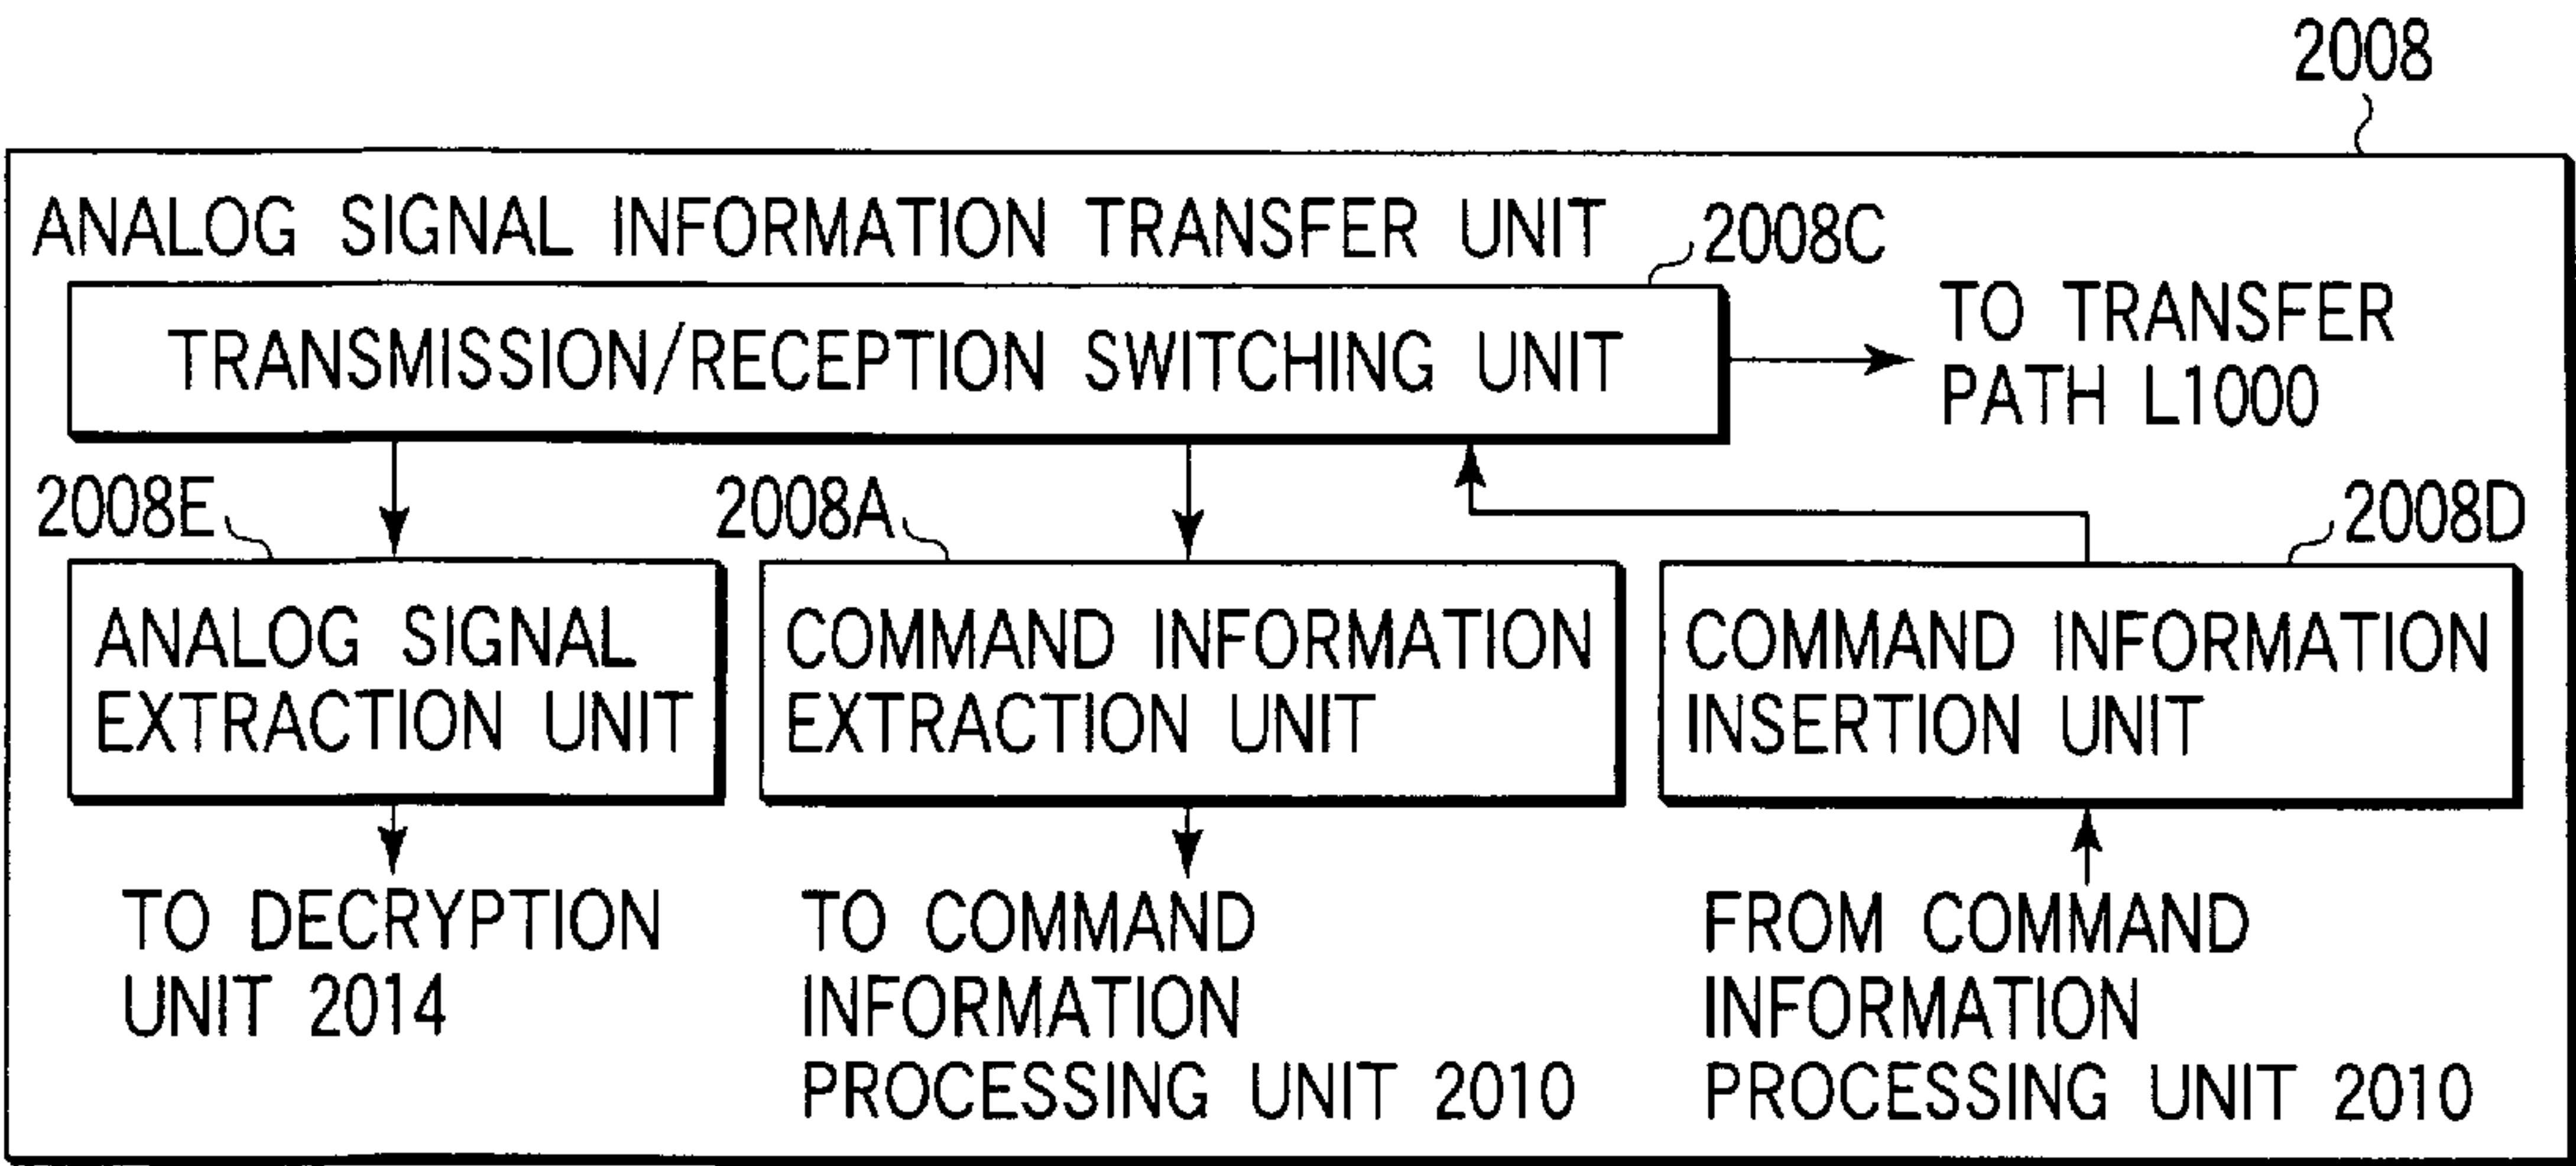 2008
ANALOG SIGNAL INFORMATION TRANSFER UNIT
2008C
TRANSMISSION/RECEPTION SWITCHING UNIT
TO TRANSFER
PATH L1000
2008E
2008A
2008D
ANALOG SIGNAL
EXTRACTION UNIT
COMMAND INFORMATION
EXTRACTION UNIT
COMMAND INFORMATION
INSERTION UNIT
TO DECRYPTION
UNIT 2014
TO COMMAND
INFORMATION
PROCESSING UNIT 2010
FROM COMMAND
INFORMATION
PROCESSING UNIT 2010